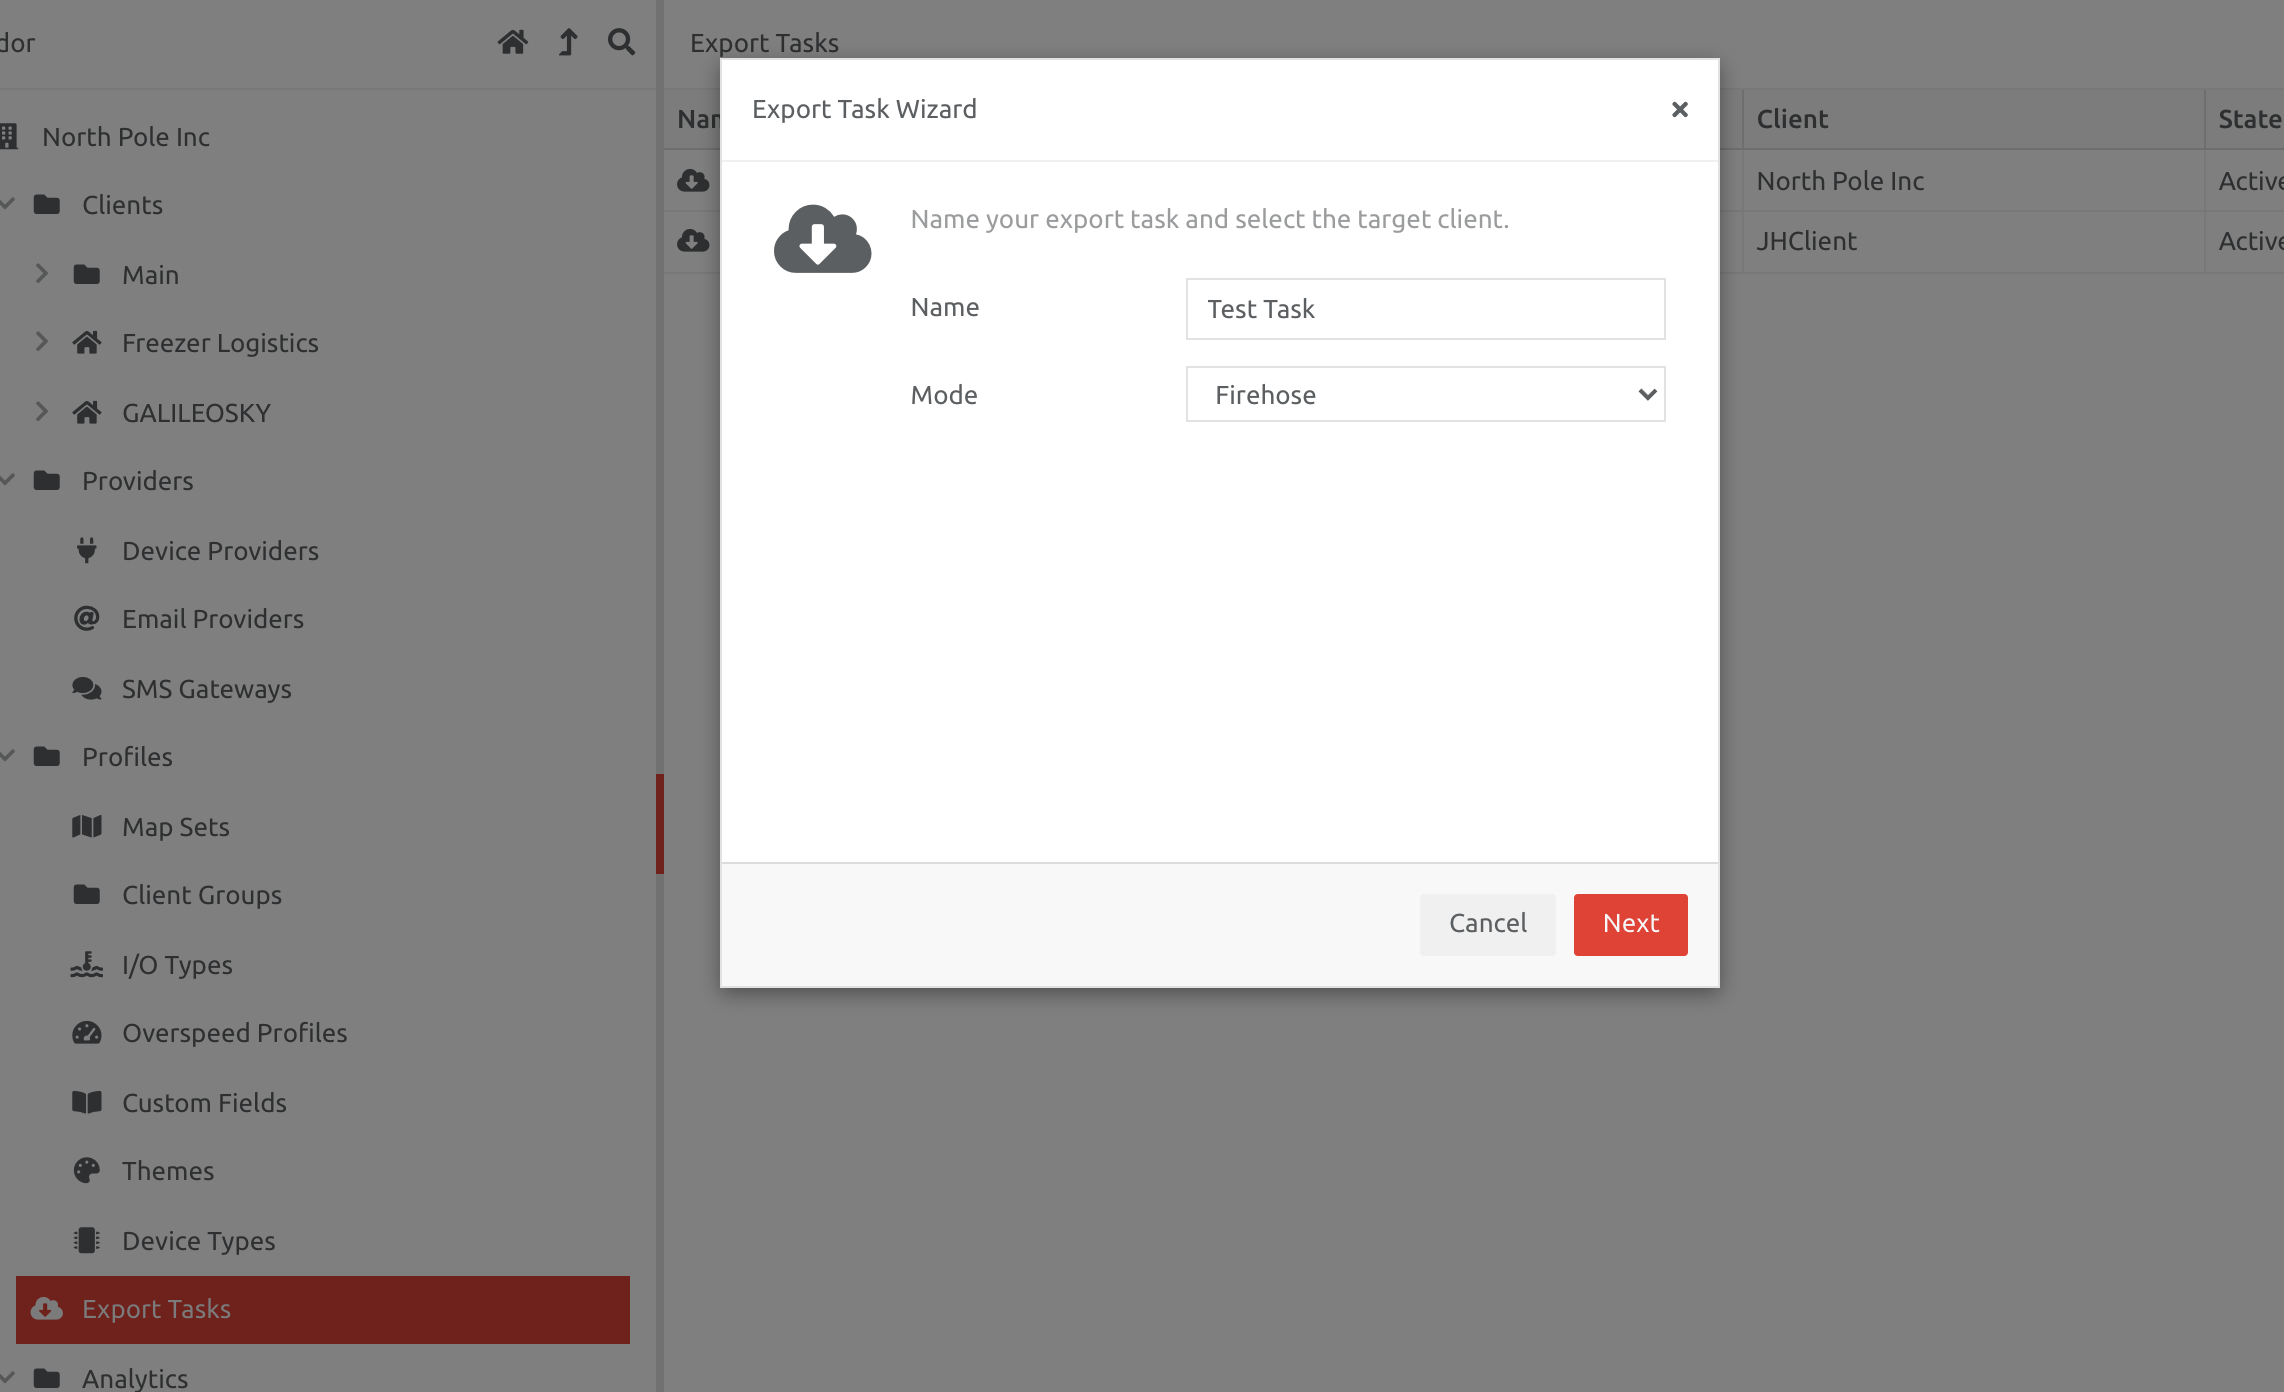 dor
North Pole Inc
Clients
Main
Freezer Logistics
GALILEOSKY
Providers
Device Providers
Email Providers
SMS Gateways
Profiles
Map Sets
Client Groups
I/O Types
Overspeed Profiles
Custom Fields
Themes
Device Types
Export Tasks
Analytics
Export Tasks
Nar Client State
North Pole Inc Active
JHClient Active
Export Task Wizard
Name your export task and select the target client.
Name Test Task
Mode Firehose
Cancel Next